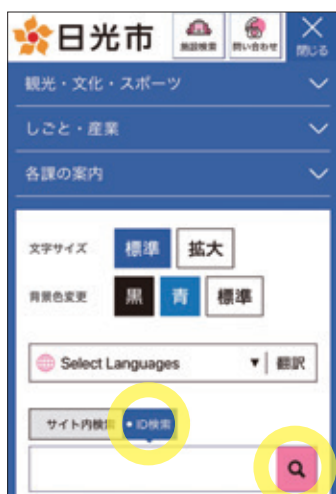 日光市 施設検索 問い合わせ 閉じる
観光・文化・スポーツ
しごと・産業
各課の案内
文字サイズ 標準 拡大
背景色変更 黒 青 標準
Select Languages ▼ 翻訳
サイト内検索 • ID検索